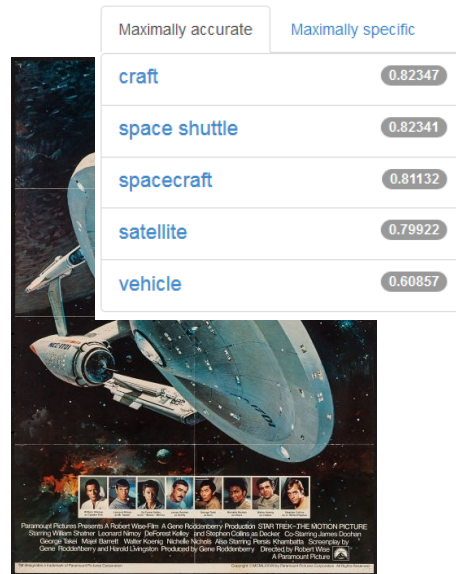 Maximally accurate
Maximally specific
craft 0.82347
space shuttle 0.82341
spacecraft 0.81132
satellite 0.79922
vehicle 0.60857
NCC-1701
Paramount Pictures Presents A Robert Wise Film A Gene Roddenberry Production STAR TREK-THE MOTION PICTURE
Starring William Shatner Leonard Nimoy DeForest Kelley and Stephen Collins as Decker Co-Starring James Doohan
George Takei Majel Barrett Walter Koenig Nichelle Nichols Also Starring Persis Khambatta Screenplay by
Gene Roddenberry and Harold Livingston Produced by Gene Roddenberry Directed by Robert Wise
A Paramount Picture